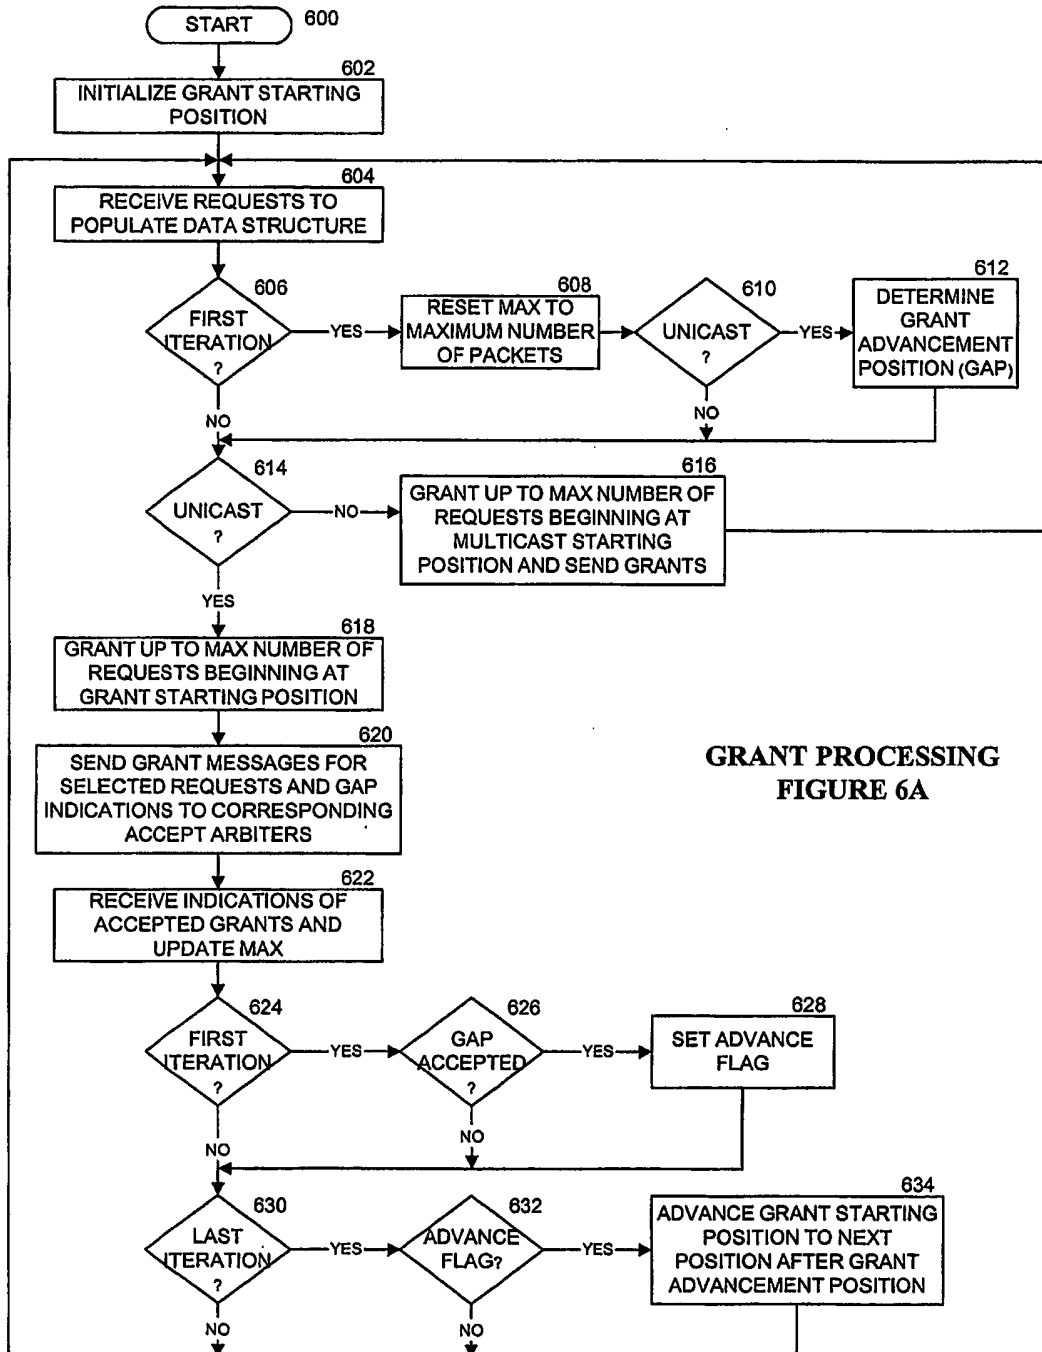 START
600
602
INITIALIZE GRANT STARTING
POSITION
604
RECEIVE REQUESTS TO
POPULATE DATA STRUCTURE
606
FIRST
ITERATION
?
YES
608
RESET MAX TO
MAXIMUM NUMBER
OF PACKETS
610
UNICAST
?
YES
612
DETERMINE
GRANT
ADVANCEMENT
POSITION (GAP)
NO
NO
614
UNICAST
?
NO
616
GRANT UP TO MAX NUMBER OF
REQUESTS BEGINNING AT
MULTICAST STARTING
POSITION AND SEND GRANTS
YES
618
GRANT UP TO MAX NUMBER OF
REQUESTS BEGINNING AT
GRANT STARTING POSITION
620
SEND GRANT MESSAGES FOR
SELECTED REQUESTS AND GAP
INDICATIONS TO CORRESPONDING
ACCEPT ARBITERS
GRANT PROCESSING
FIGURE 6A
622
RECEIVE INDICATIONS OF
ACCEPTED GRANTS AND
UPDATE MAX
624
FIRST
ITERATION
?
YES
626
GAP
ACCEPTED
?
YES
628
SET ADVANCE
FLAG
NO
NO
630
LAST
ITERATION
?
YES
632
ADVANCE
FLAG?
YES
634
ADVANCE GRANT STARTING
POSITION TO NEXT
POSITION AFTER GRANT
ADVANCEMENT POSITION
NO
NO